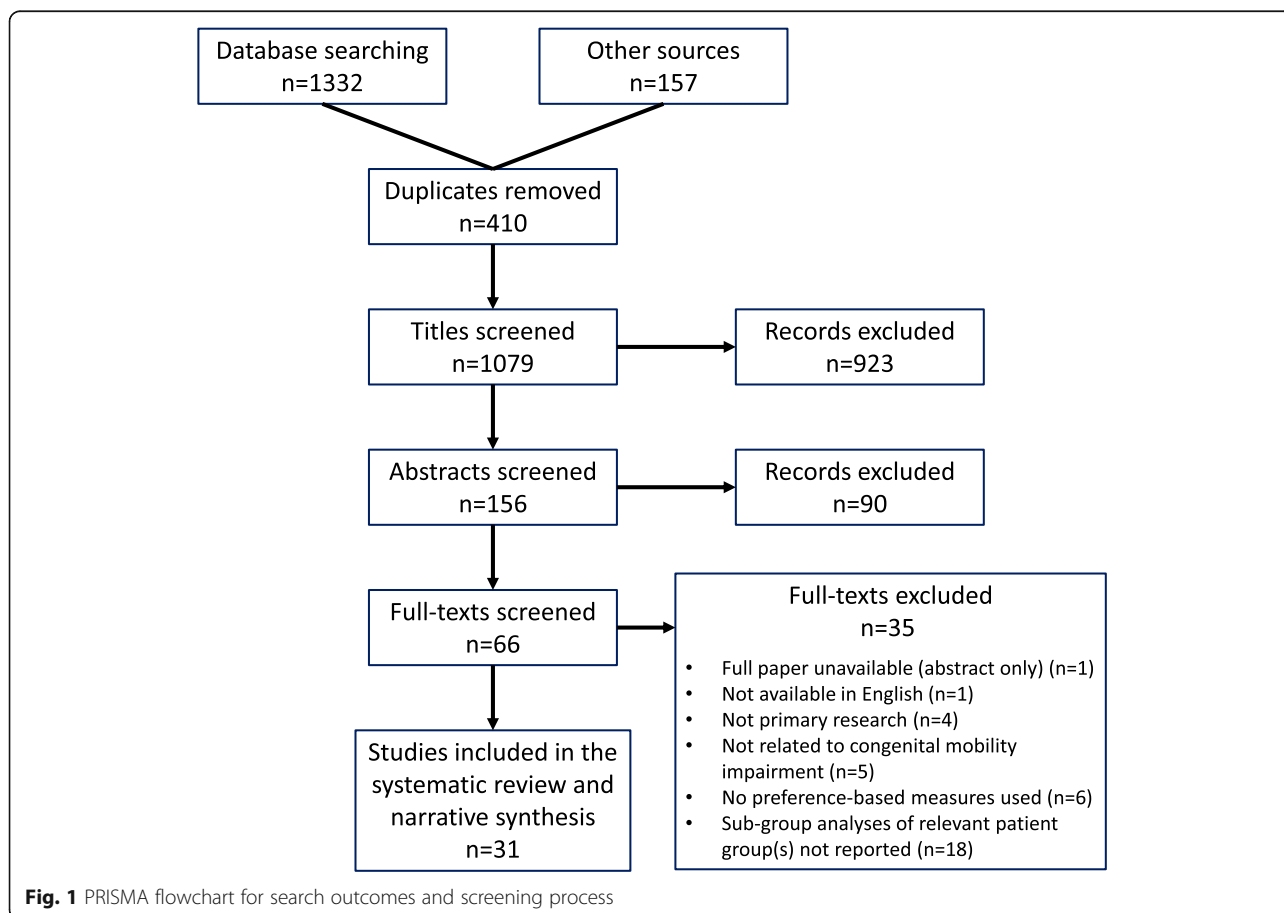 Database searching
n=1332
Other sources
n=157
Duplicates removed
n=410
Titles screened
n=1079
Records excluded
n=923
Abstracts screened
n=156
Records excluded
n=90
Full-texts screened
n=66
Full-texts excluded
n=35
• Full paper unavailable (abstract only) (n=1)
• Not available in English (n=1)
• Not primary research (n=4)
• Not related to congenital mobility
impairment (n=5)
• No preference-based measures used (n=6)
• Sub-group analyses of relevant patient
group(s) not reported (n=18)
Studies included in the
systematic review and
narrative synthesis
n=31
Fig. 1 PRISMA flowchart for search outcomes and screening process